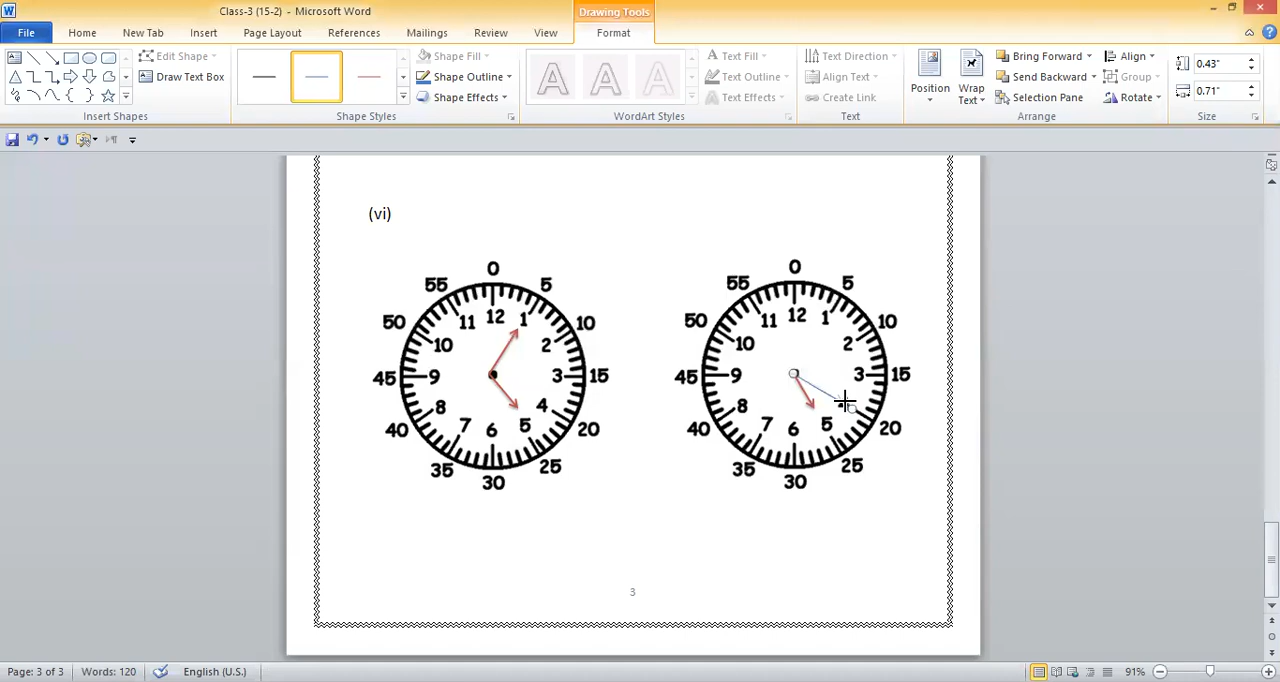 Class-3 (15-2) - Microsoft Word
Drawing Tools
File Home New Tab Insert Page Layout References Mailings Review View Format
Edit Shape
Draw Text Box
Insert Shapes
Shape Fill
Shape Outline
Shape Effects
Shape Styles
A A A
Text Fill
Text Outline
Text Effects
WordArt Styles
Text Direction
Align Text
Create Link
Text
Position
Wrap
Text
Bring Forward
Send Backward
Selection Pane
Align
Group
Rotate
Arrange
0.43"
0.71"
Size
(vi)
0 5 10 15 20 25 30 35 40 45 50 55
12 1 2 3 4 5 6 7 8 9 10 11
0 5 10 15 20 25 30 35 40 45 50 55
12 1 2 3 5 6 7 8 9 10 11
3
Page: 3 of 3 Words: 120 English (U.S.) 91%